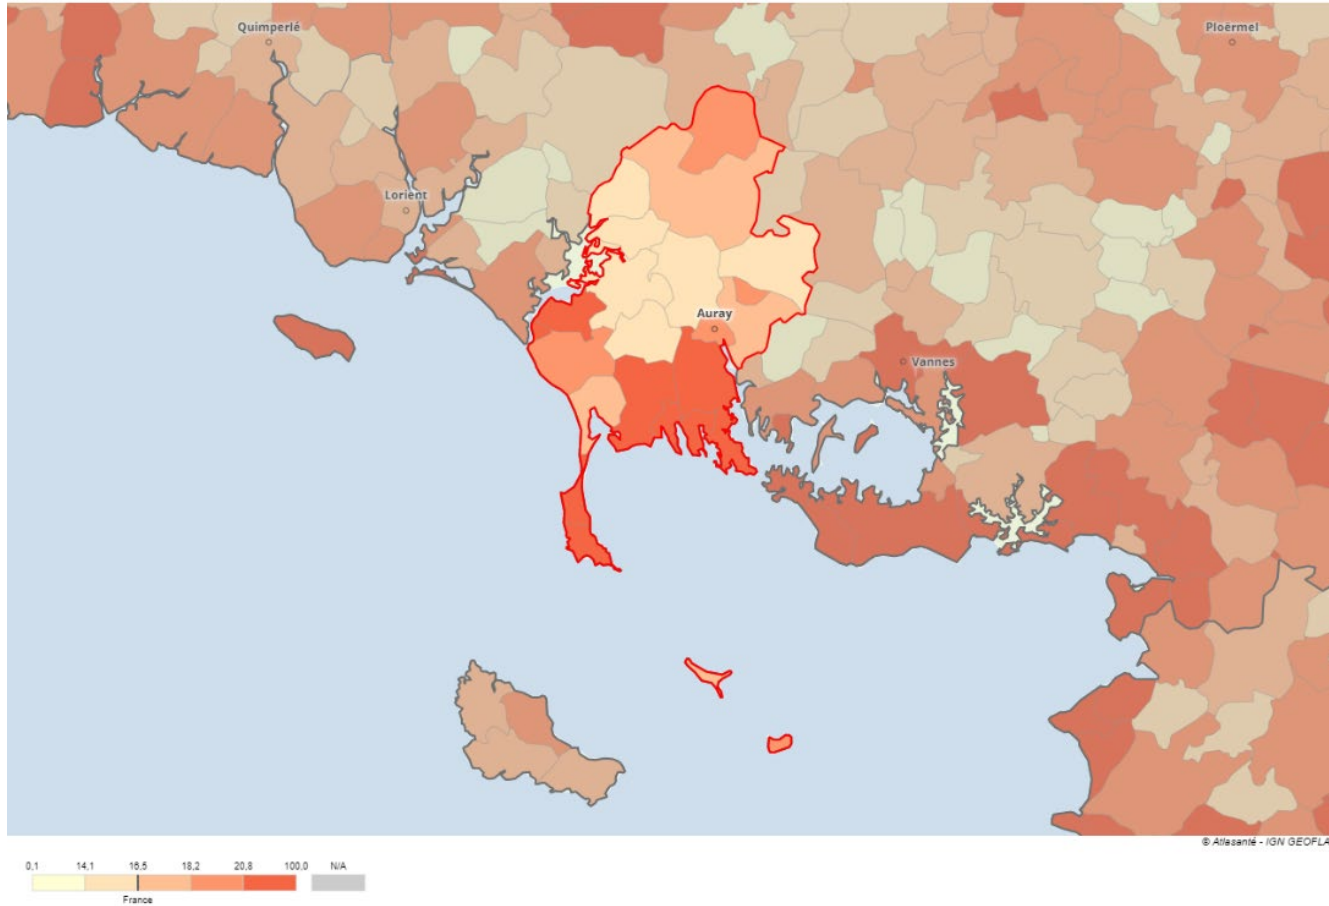 Quimperlé
Ploërmel
Lorient
Auray
Vannes
© Atlasanté - IGN GEOFLA
0,1 14,1 16,5 18,2 20,8 100,0 N/A
France